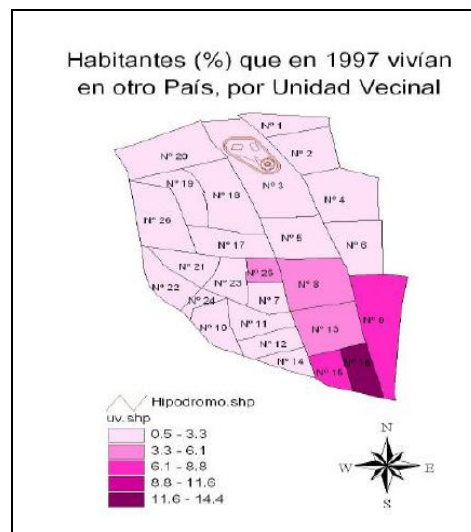 Habitantes (%) que en 1997 vivían
en otro País, por Unidad Vecinal
Nº 1
Nº 20
Nº 2
Nº 19
Nº 3
Nº 18
Nº 4
Nº 26
Nº 5
Nº 17
Nº 6
Nº 21
Nº 25
Nº 22
Nº 23
Nº 8
Nº 24
Nº 7
Nº 9
Nº 10
Nº 11
Nº 13
Nº 12
Nº 14
Nº 15
Nº 16
Hipodromo.shp
uv.shp
0.5 - 3.3
3.3 - 6.1
6.1 - 8.8
8.8 - 11.6
11.6 - 14.4
N
W E
S